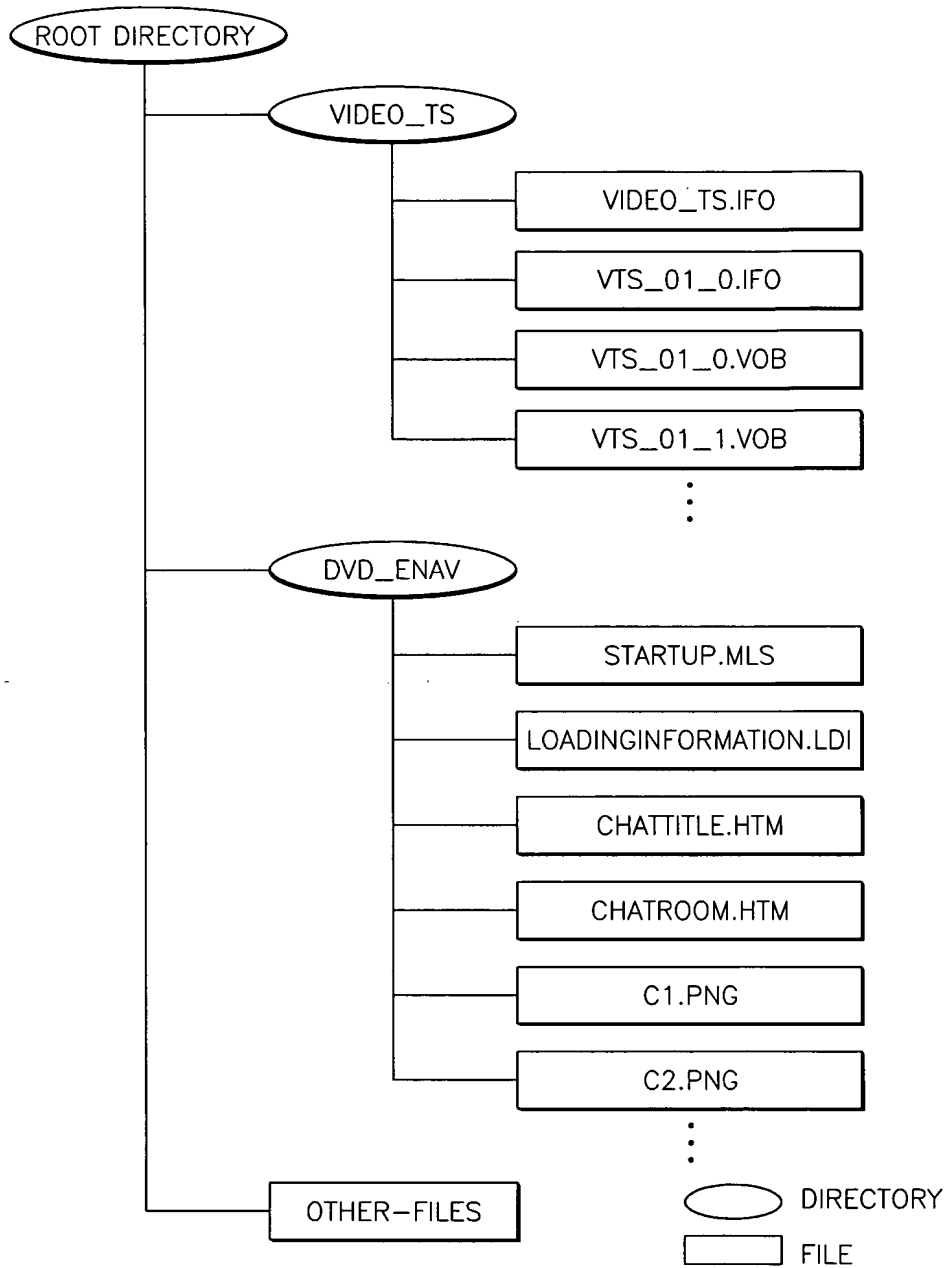 ROOT DIRECTORY
VIDEO_TS
VIDEO_TS.IFO
VTS_01_0.IFO
VTS_01_0.VOB
VTS_01_1.VOB
DVD_ENAV
STARTUP.MLS
LOADINGINFORMATION.LDI
CHATTITLE.HTM
CHATROOM.HTM
C1.PNG
C2.PNG
OTHER-FILES
DIRECTORY
FILE